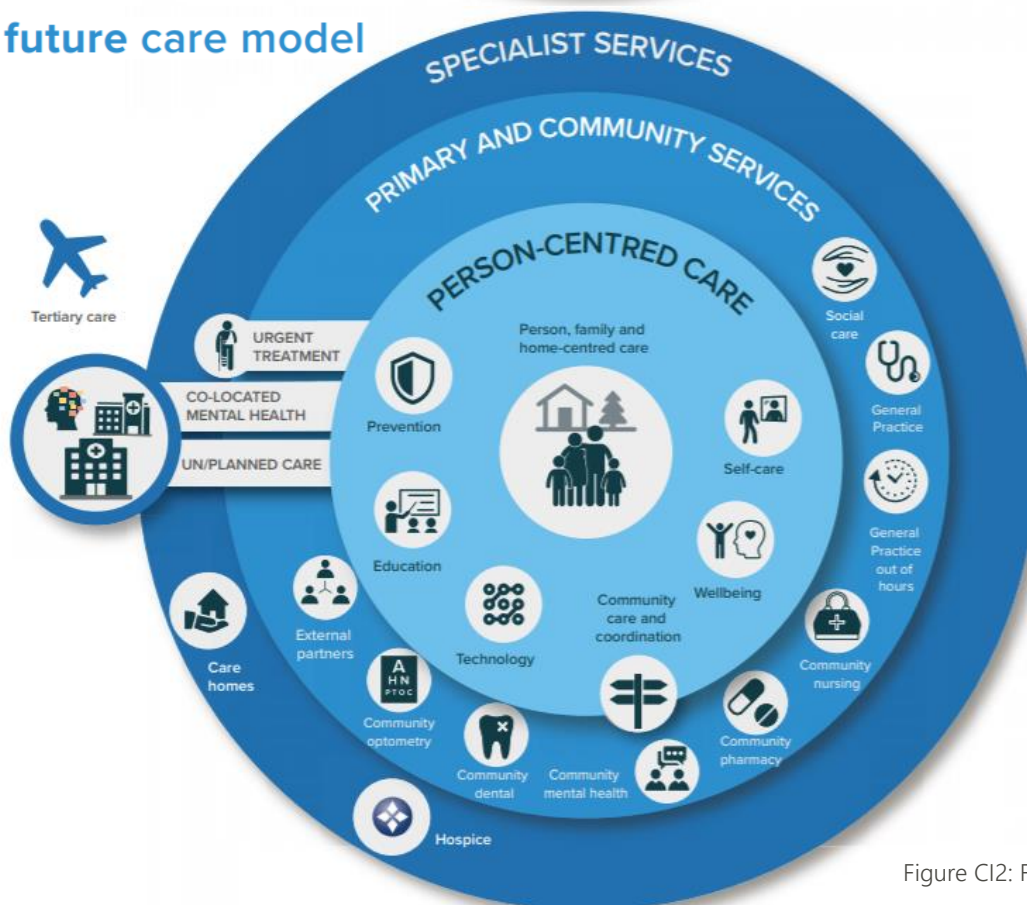 future care model
SPECIALIST SERVICES
PRIMARY AND COMMUNITY SERVICES
PERSON-CENTRED CARE
Tertiary care
URGENT
TREATMENT
CO-LOCATED
MENTAL HEALTH
UN/PLANNED CARE
Person, family and
home-centred care
Prevention
Self-care
Education
Wellbeing
Technology
Community
care and
coordination
Social
care
General
Practice
General
Practice
out of
hours
Community
nursing
Community
pharmacy
Community
mental health
Community
dental
Community
optometry
A
HN
PTOC
External
partners
Care
homes
Hospice
Figure CI2: